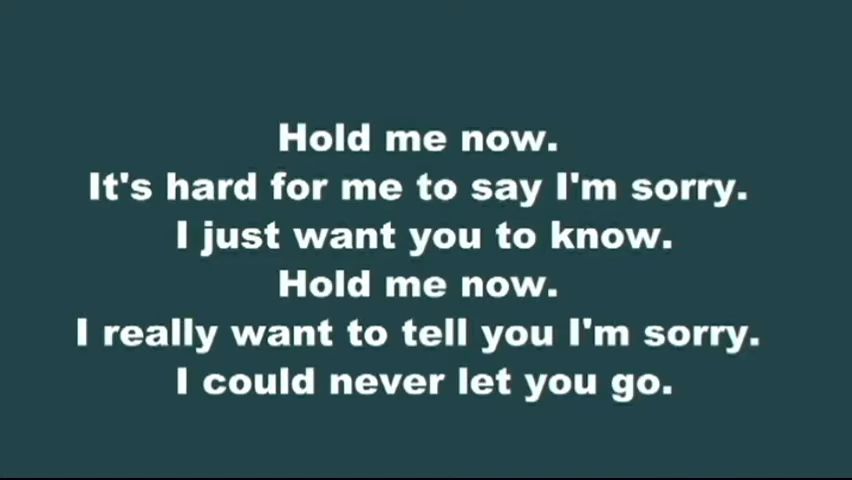 Hold me now.
It's hard for me to say I'm sorry.
I just want you to know.
Hold me now.
I really want to tell you I'm sorry.
I could never let you go.